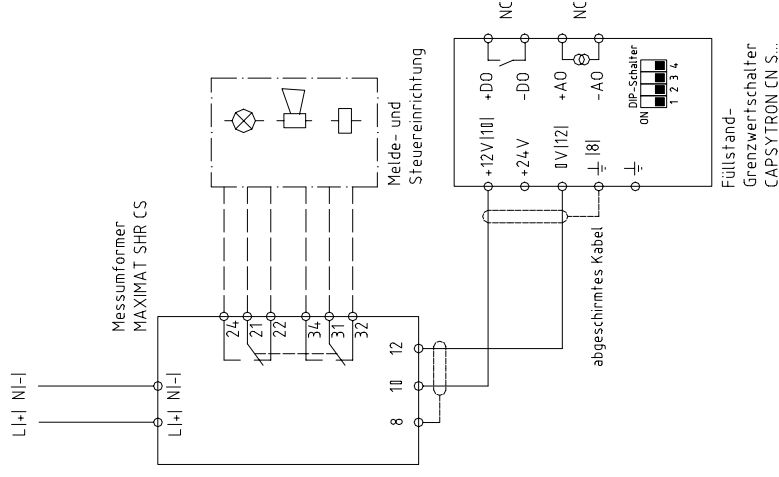 L|+| N|-|
L|+| N|-|
Messumformer
MAXIMAT SHR CS
24
21
22
34
31
32
8
10
12
Melde- und
Steuereinrichtung
NC
NC
+DO
-DO
+AO
-AO
+12V|10|
+24V
0V|12|
|8|
DIP-Schalter
ON
1 2 3 4
abgeschirmtes Kabel
Füllstand-
Grenzwertschalter
CAPSYTRON CN S...